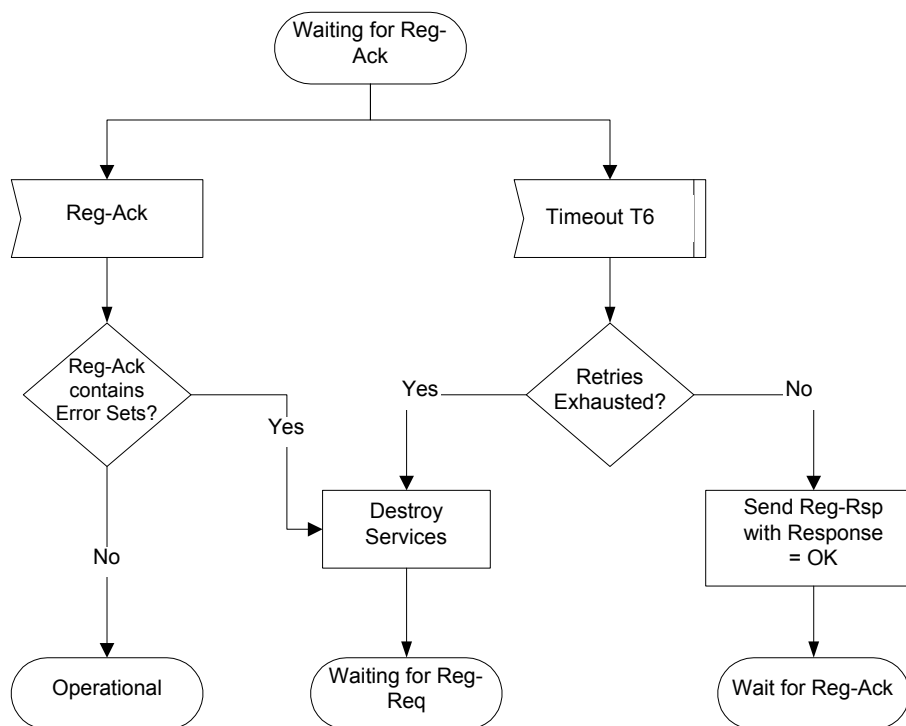 Waiting for Reg-
Ack
Reg-Ack
Timeout T6
Reg-Ack
contains
Error Sets?
Retries
Exhausted?
Yes
No
Yes
Destroy
Services
Send Reg-Rsp
with Response
= OK
No
Operational
Waiting for Reg-
Req
Wait for Reg-Ack